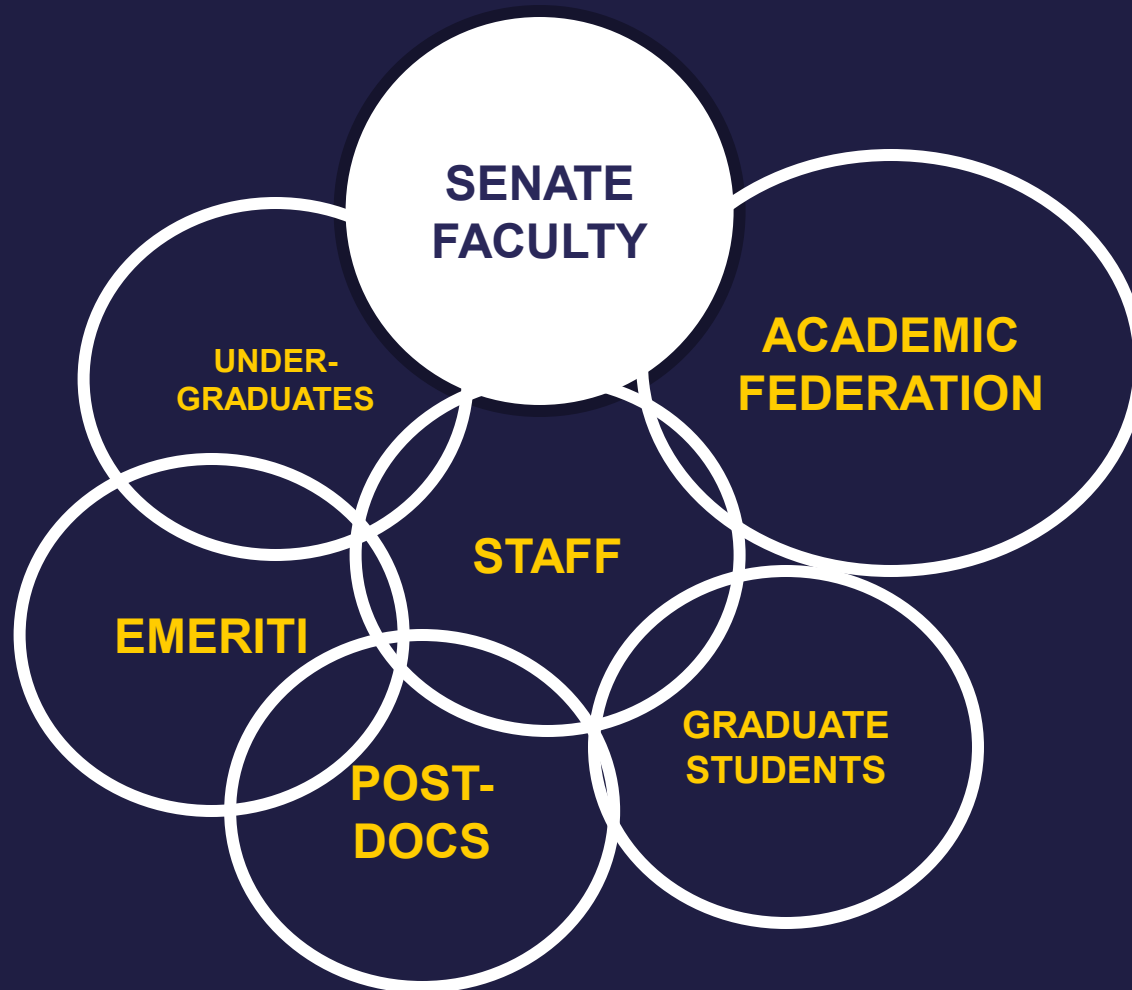 SENATE
FACULTY
ACADEMIC
FEDERATION
UNDER-
GRADUATES
STAFF
EMERITI
GRADUATE
STUDENTS
POST-
DOCS